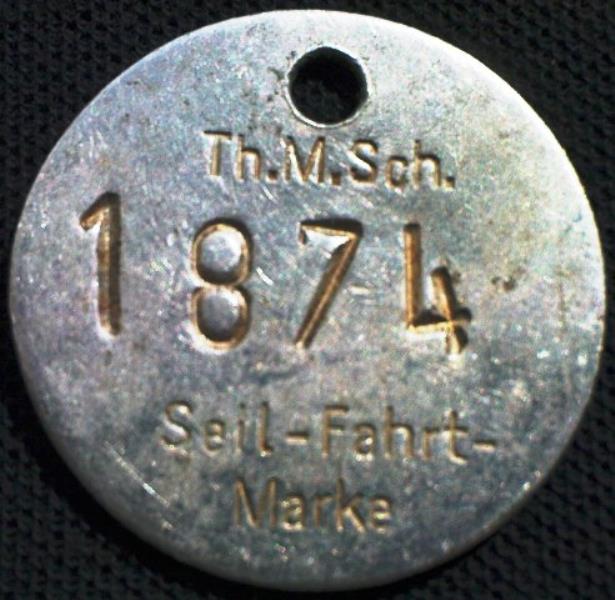 Th.M.Sch.
1874
Seil-Fahrt-
Marke